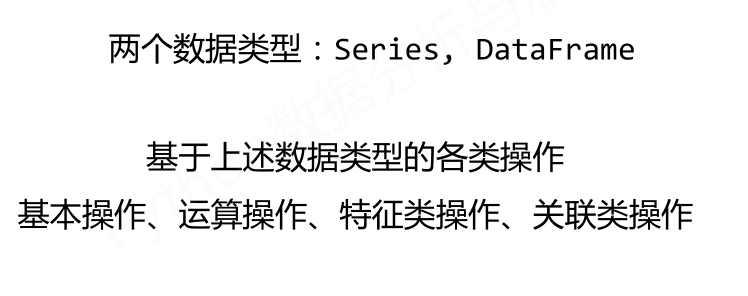 两个数据类型：Series, DataFrame
基于上述数据类型的各类操作
基本操作、运算操作、特征类操作、关联类操作